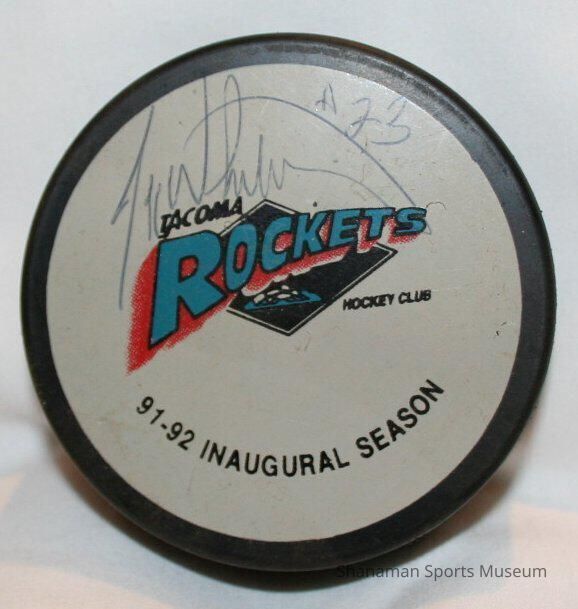 #23
TACOMA
ROCKETS
HOCKEY CLUB
91-92 INAUGURAL SEASON
Shanaman Sports Museum